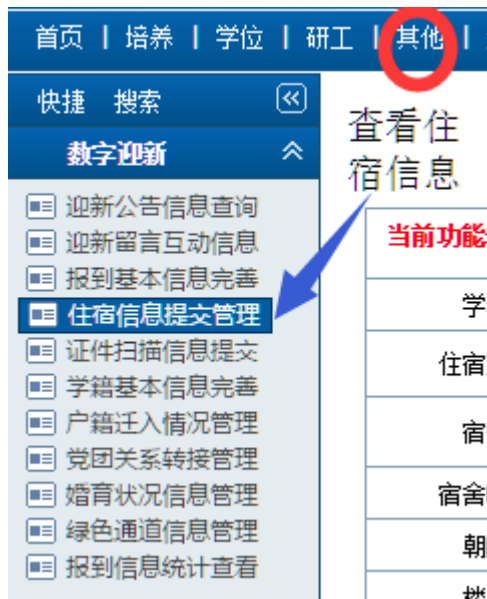 首页 | 培养 | 学位 | 研工 | 其他 |
快捷 搜索
数字迎新
迎新公告信息查询
迎新留言互动信息
报到基本信息完善
住宿信息提交管理
证件扫描信息提交
学籍基本信息完善
户籍迁入情况管理
党团关系转接管理
婚育状况信息管理
绿色通道信息管理
报到信息统计查看
查看住
宿信息
当前功能
学
住宿
宿
宿舍
朝
楼